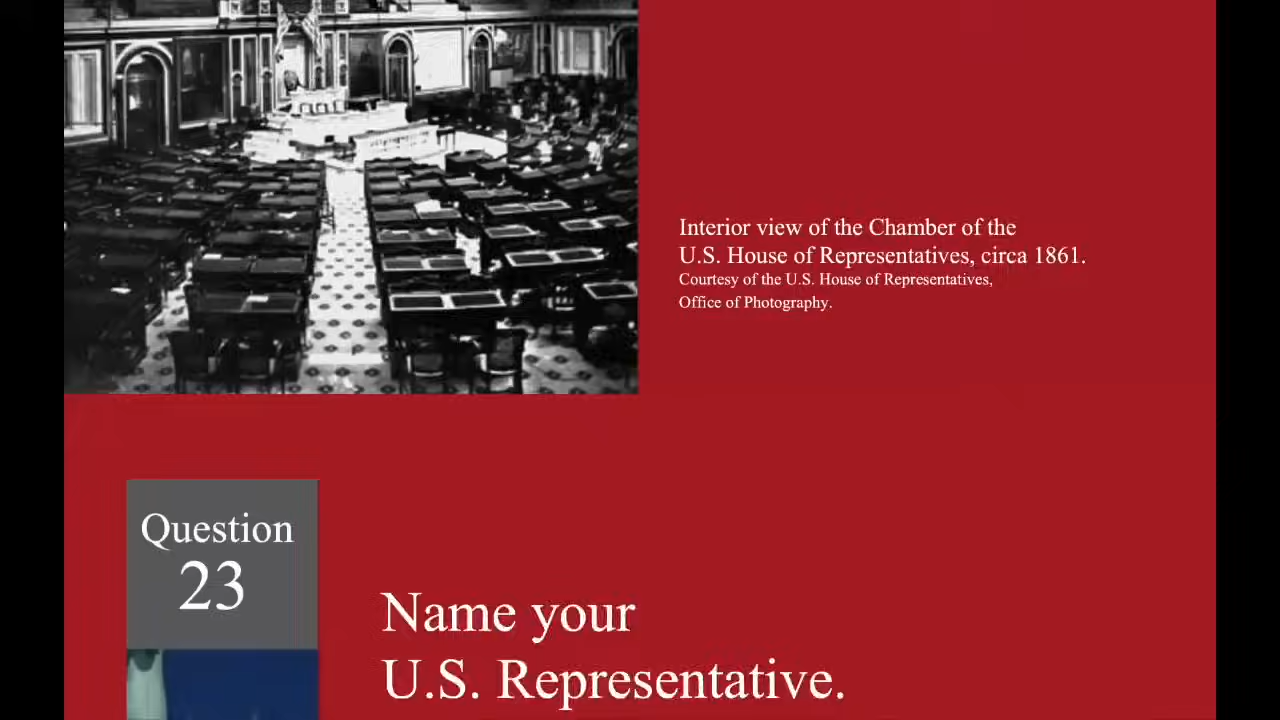 Interior view of the Chamber of the
U.S. House of Representatives, circa 1861.
Courtesy of the U.S. House of Representatives,
Office of Photography.
Question
23
Name your
U.S. Representative.